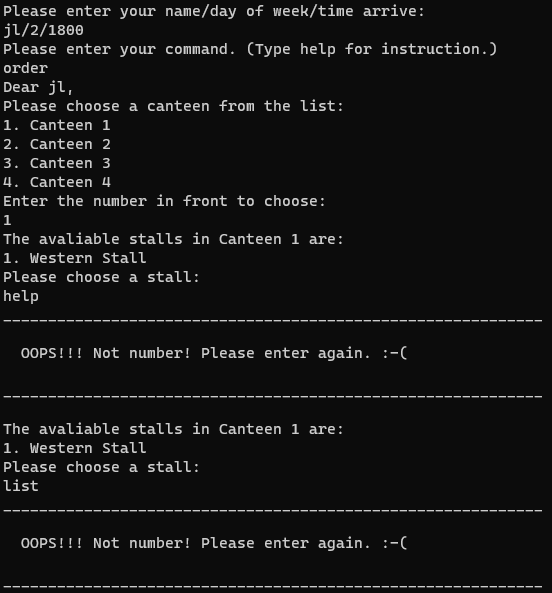 Please enter your name/day of week/time arrive:
jl/2/1800
Please enter your command. (Type help for instruction.)
order
Dear jl,
Please choose a canteen from the list:
1. Canteen 1
2. Canteen 2
3. Canteen 3
4. Canteen 4
Enter the number in front to choose:
1
The avaliable stalls in Canteen 1 are:
1. Western Stall
Please choose a stall:
help
____________________________________________________________
OOPS!!! Not number! Please enter again. :-(
____________________________________________________________
The avaliable stalls in Canteen 1 are:
1. Western Stall
Please choose a stall:
list
____________________________________________________________
OOPS!!! Not number! Please enter again. :-(
____________________________________________________________